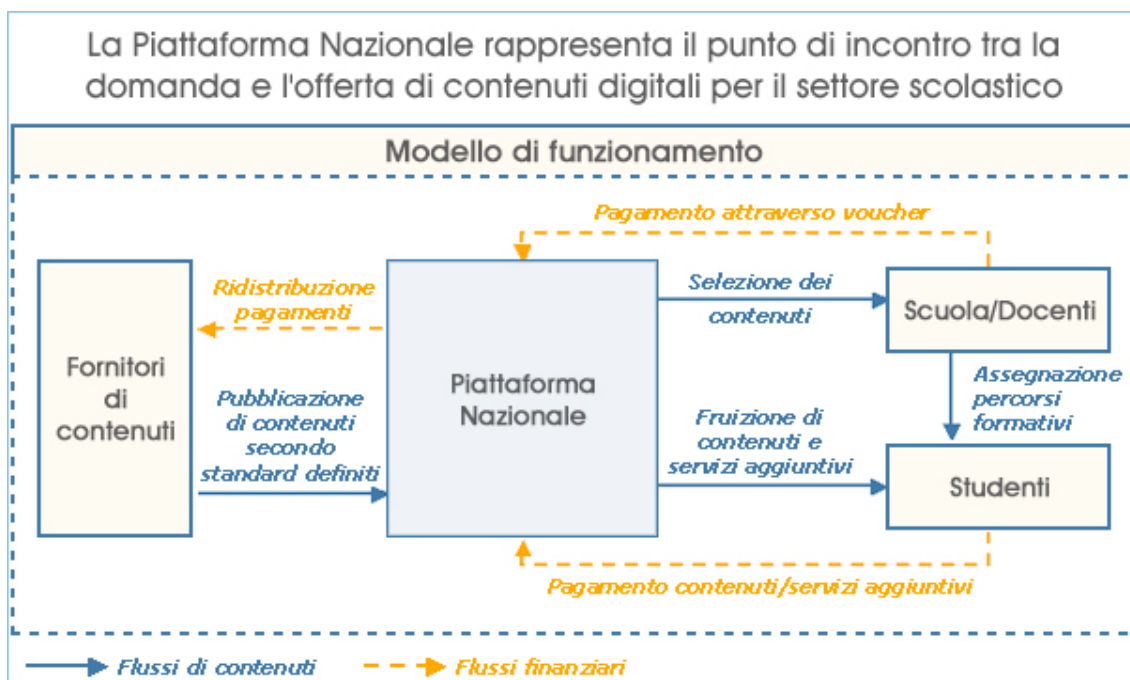 La Piattaforma Nazionale rappresenta il punto di incontro tra la
domanda e l'offerta di contenuti digitali per il settore scolastico
Modello di funzionamento
Pagamento attraverso voucher
Ridistribuzione
pagamenti
Selezione dei
contenuti
Scuola/Docenti
Fornitori
di
contenuti
Piattaforma
Nazionale
Pubblicazione
di contenuti
secondo
standard definiti
Assegnazione
percorsi
formativi
Fruizione di
contenuti e
servizi aggiuntivi
Studenti
Pagamento contenuti/servizi aggiuntivi
Flussi di contenuti
Flussi finanziari